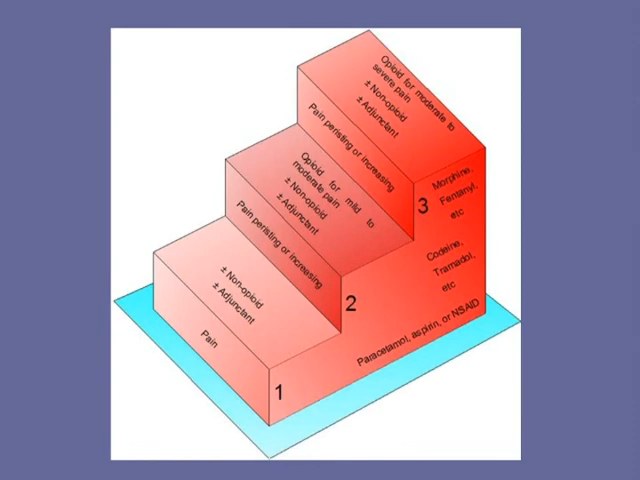 Opioid for moderate to
severe pain
± Non-opioid
± Adjunctant
Pain peristing or increasing
3
Morphine,
Fentanyl,
etc
Opioid for mild to
moderate pain
± Non-opioid
± Adjunctant
Pain peristing or increasing
2
Codeine,
Tramadol,
etc
± Non-opioid
± Adjunctant
Pain
1
Paracetamol, aspirin, or NSAID